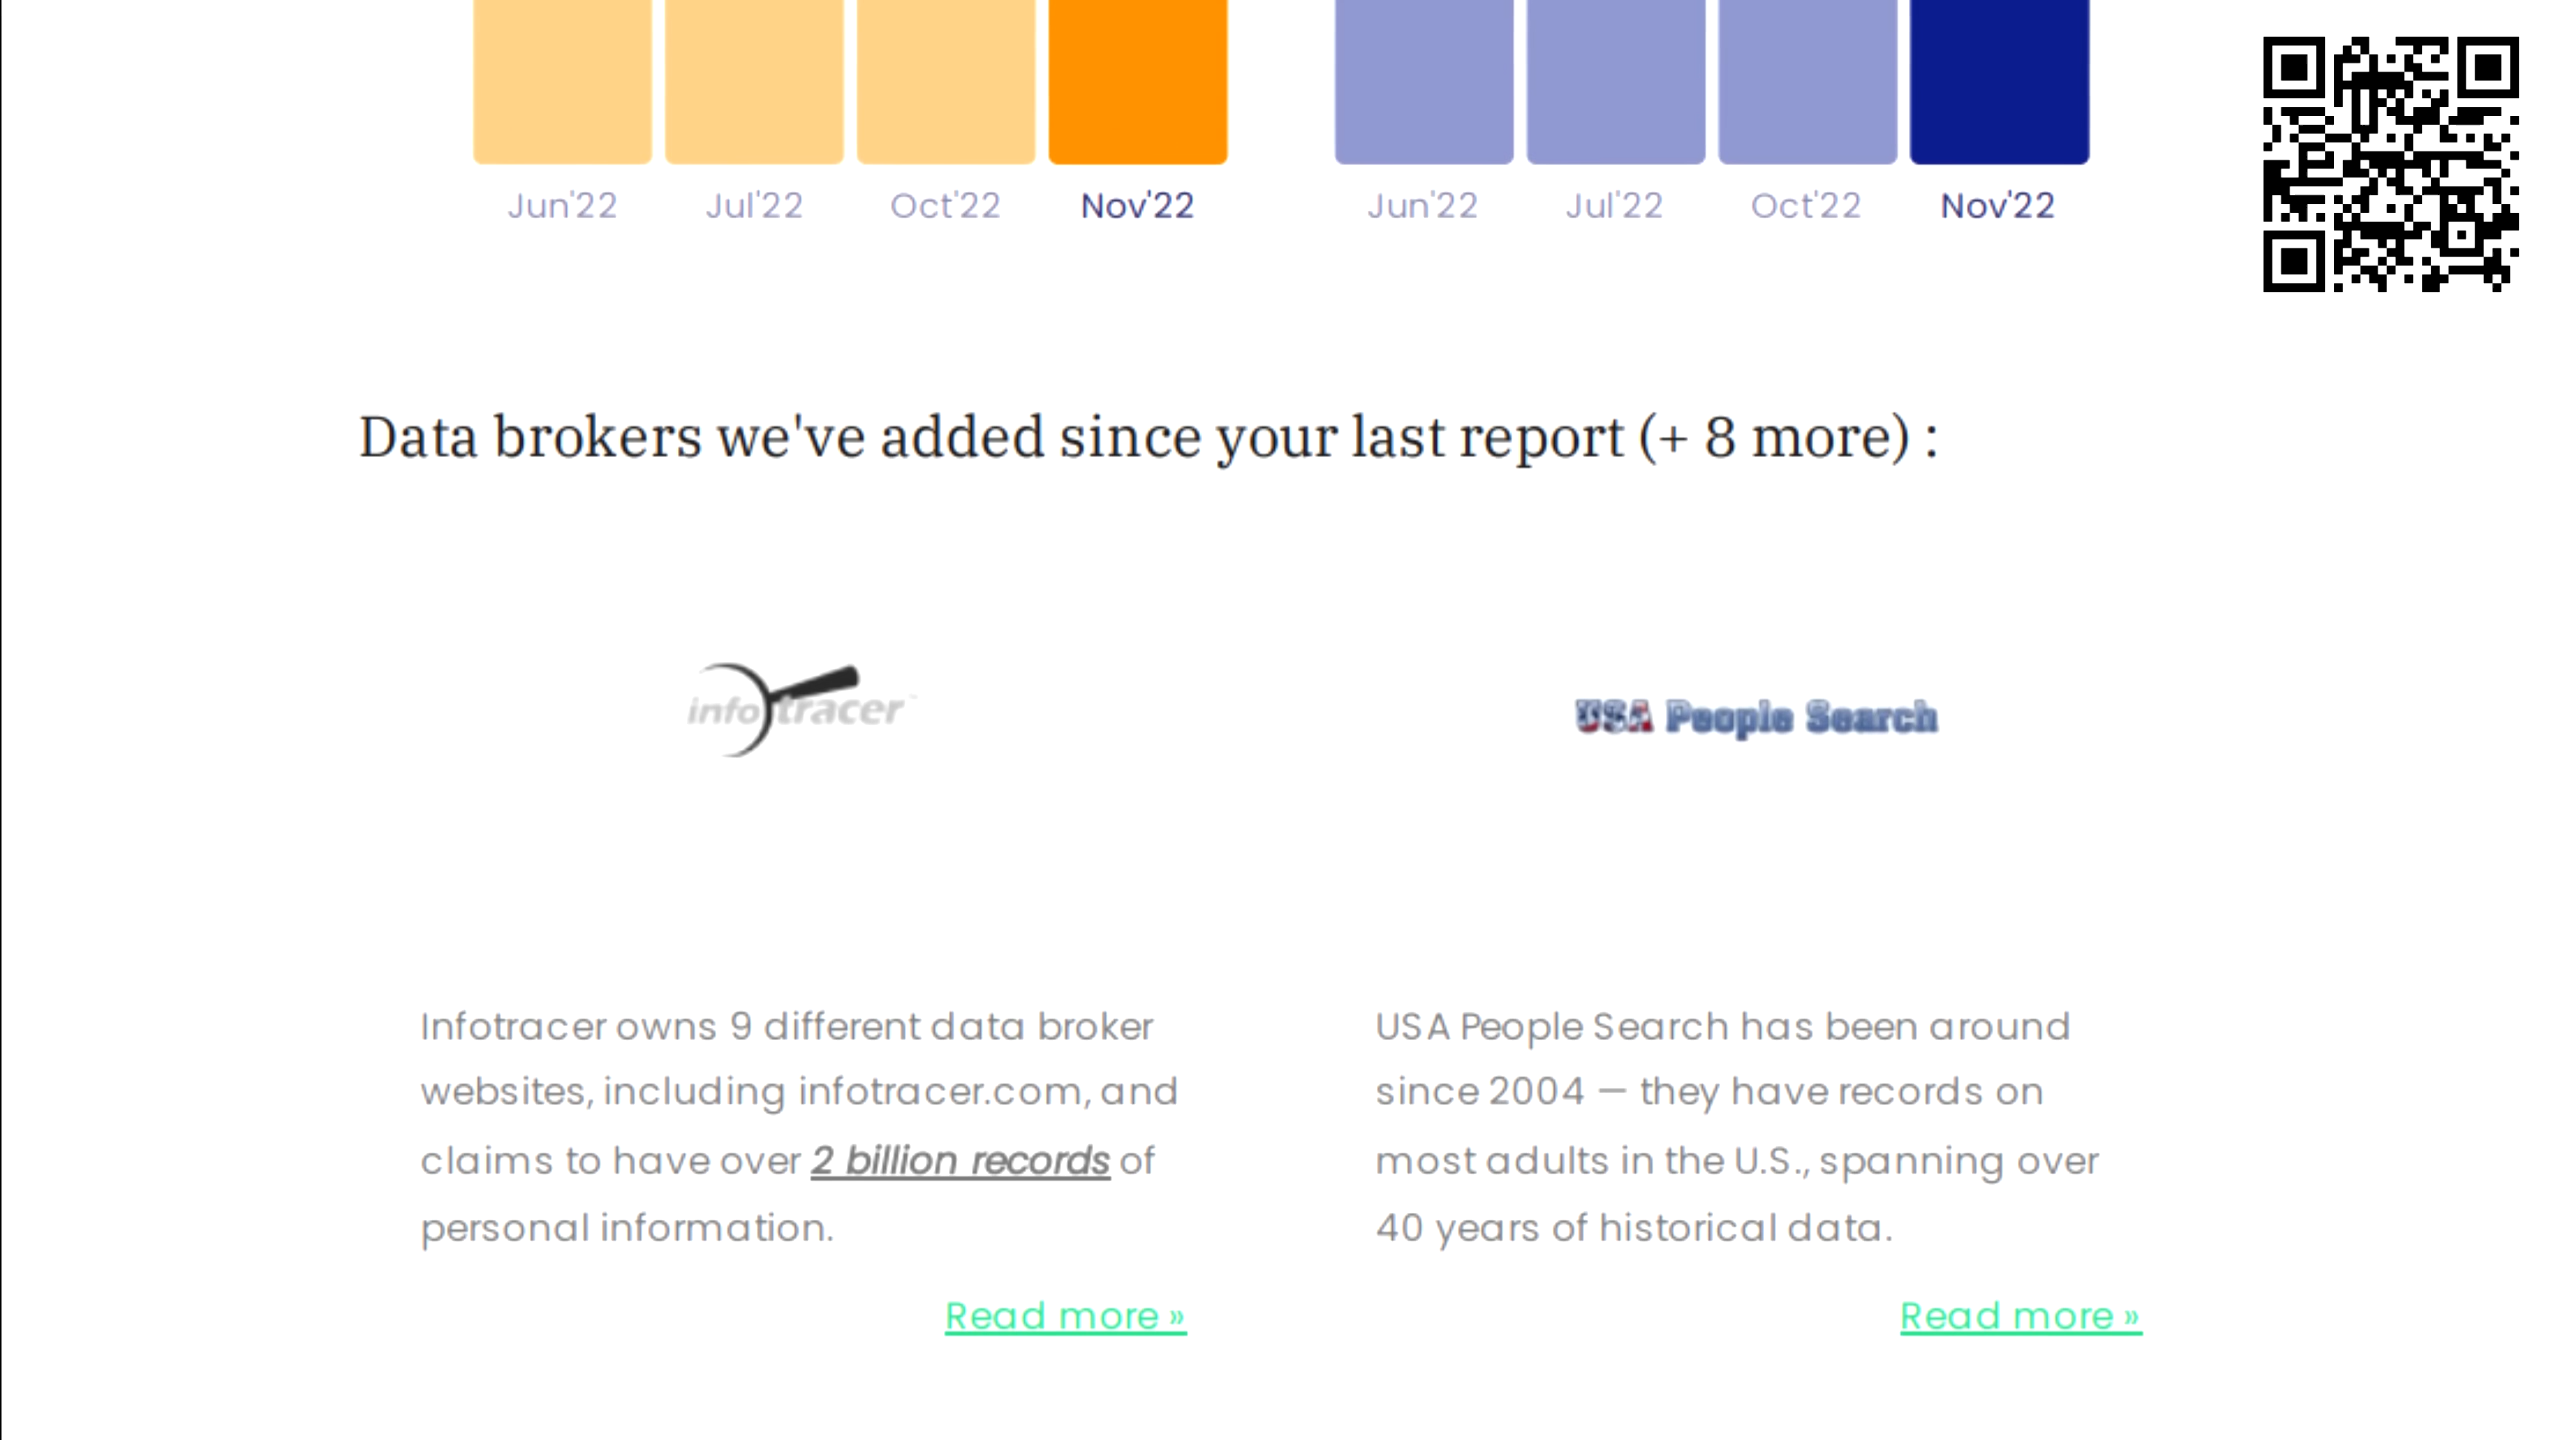 Jun'22 Jul'22 Oct'22 Nov'22
Jun'22 Jul'22 Oct'22 Nov'22
Data brokers we've added since your last report (+ 8 more) :
infotracer™
Infotracer owns 9 different data broker
websites, including infotracer.com, and
claims to have over 2 billion records of
personal information.
Read more »
USA People Search
USA People Search has been around
since 2004 — they have records on
most adults in the U.S., spanning over
40 years of historical data.
Read more »